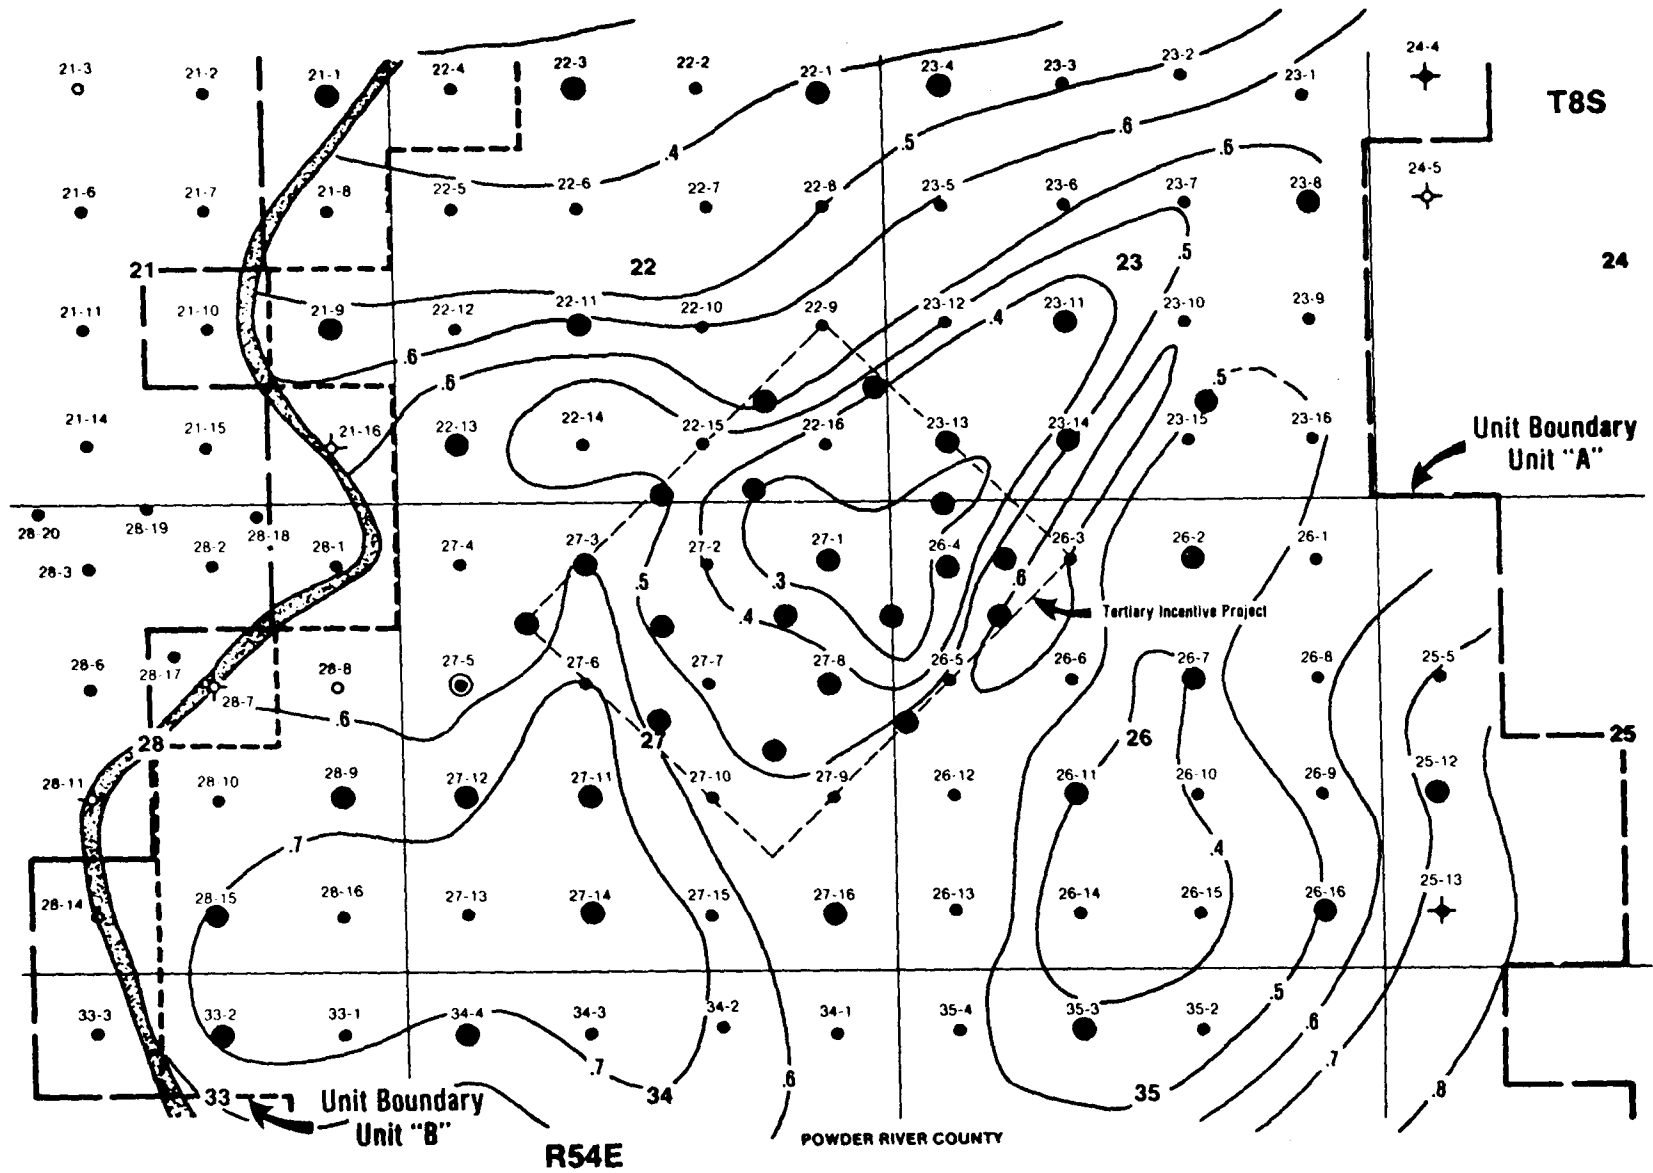 21-3 21-2 21-1 22-4 22-3 22-2 22-1 23-4 23-3 23-2 23-1 24-4
T8S
.6
.5
.4
.6
24-5
21-6 21-7 21-8 22-5 22-6 22-7 22-8 23-5 23-6 23-7 23-8
.5
21 22 23 24
21-11 21-10 21-9 22-12 22-11 22-10 22-9 23-12 23-11 23-10 23-9
.4
.6
.6 .5
21-14 21-15 21-16 22-13 22-14 22-15 22-16 23-13 23-14 23-15 23-16
Unit Boundary
Unit "A"
28-20 28-19 28-18
28-3 28-2 28-1 27-4 27-3 27-2 27-1 26-4 26-3 26-2 26-1
.5 .3 .6
.4
Tertiary Incentive Project
28-6 28-17 28-8 27-5 27-6 27-7 27-8 26-5 26-6 26-7 26-8 25-5
28-7
.6
28 27 26 25
28-11 28-10 28-9 27-12 27-11 27-10 27-9 26-12 26-11 26-10 26-9 25-12
.7 .4
28-14 28-15 28-16 27-13 27-14 27-15 27-16 26-13 26-14 26-15 26-16 25-13
.5
33-3 33-2 33-1 34-4 34-3 34-2 34-1 35-4 35-3 35-2
.6
.7 .7
.6 .8
33 34 35
Unit Boundary
Unit "B"
POWDER RIVER COUNTY
R54E